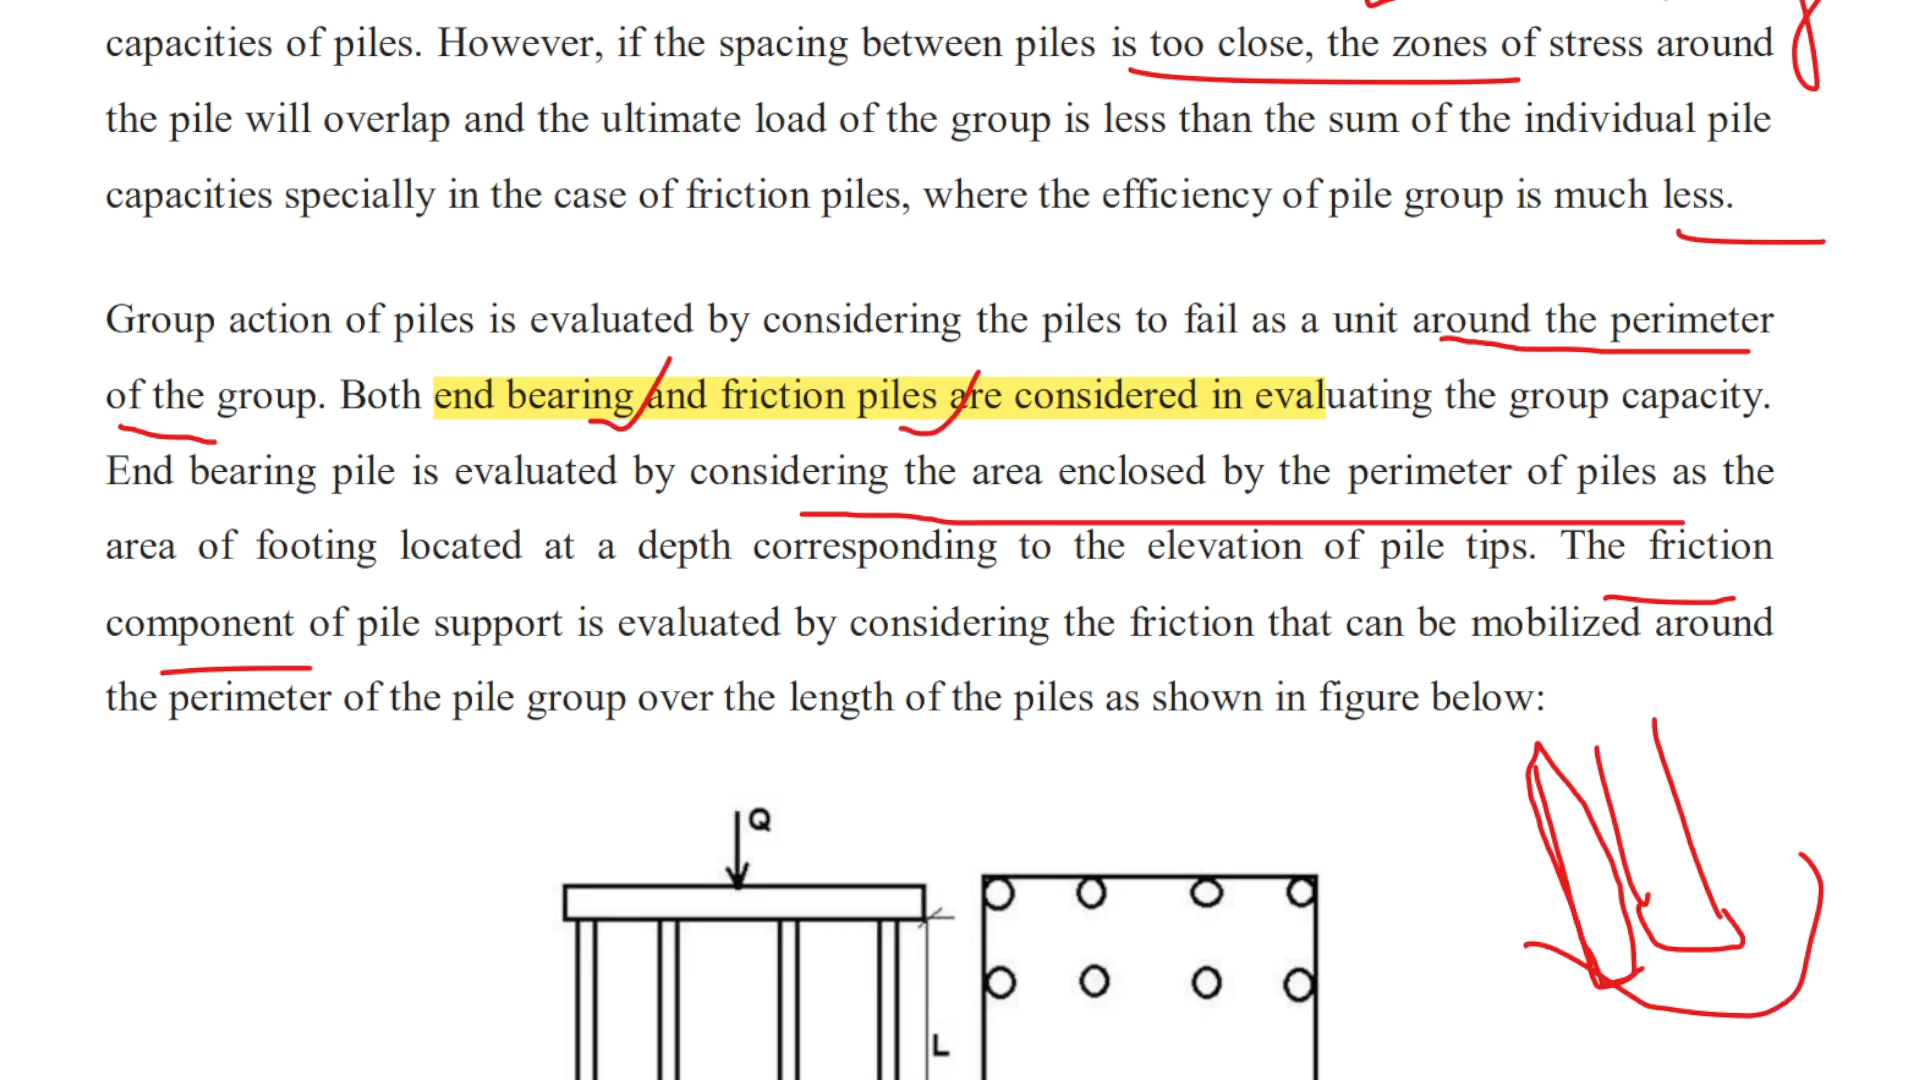 capacities of piles. However, if the spacing between piles is too close, the zones of stress around
the pile will overlap and the ultimate load of the group is less than the sum of the individual pile
capacities specially in the case of friction piles, where the efficiency of pile group is much less.
Group action of piles is evaluated by considering the piles to fail as a unit around the perimeter
of the group. Both end bearing and friction piles are considered in evaluating the group capacity.
End bearing pile is evaluated by considering the area enclosed by the perimeter of piles as the
area of footing located at a depth corresponding to the elevation of pile tips. The friction
component of pile support is evaluated by considering the friction that can be mobilized around
the perimeter of the pile group over the length of the piles as shown in figure below:
Q
L